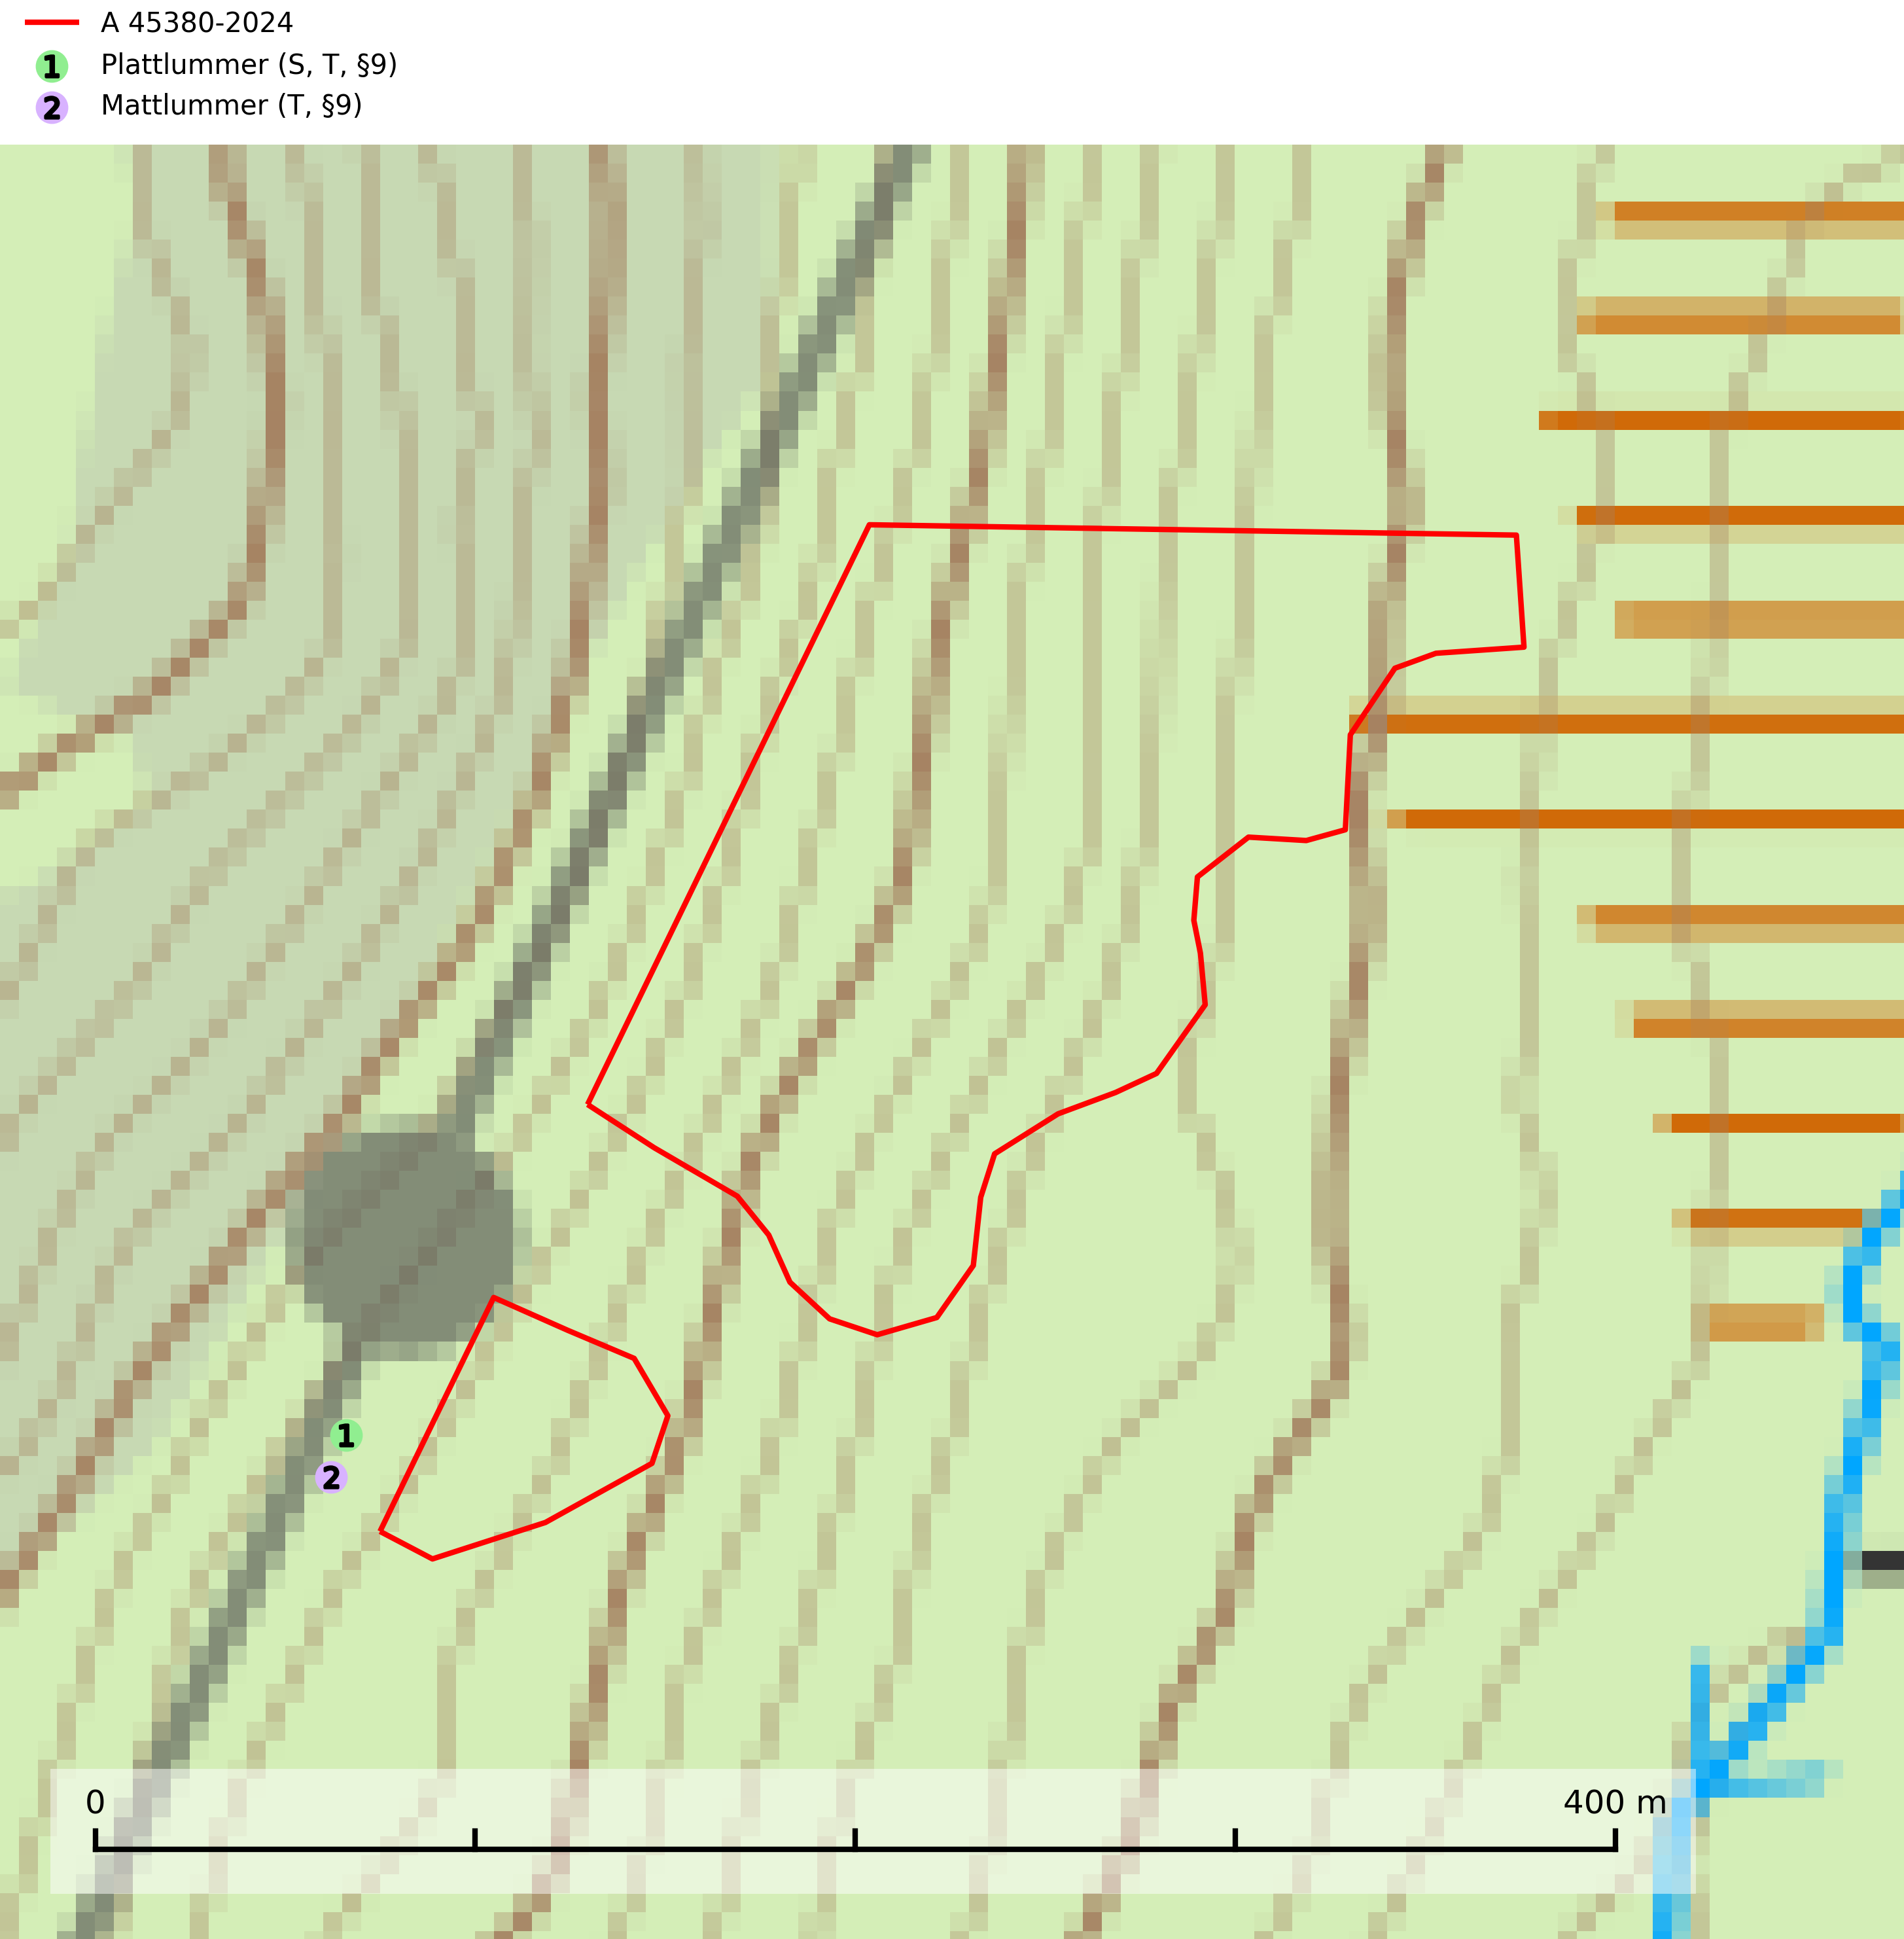 A 45380-2024
1 Plattlummer (S, T, §9)
2 Mattlummer (T, §9)
1
2
0 400 m